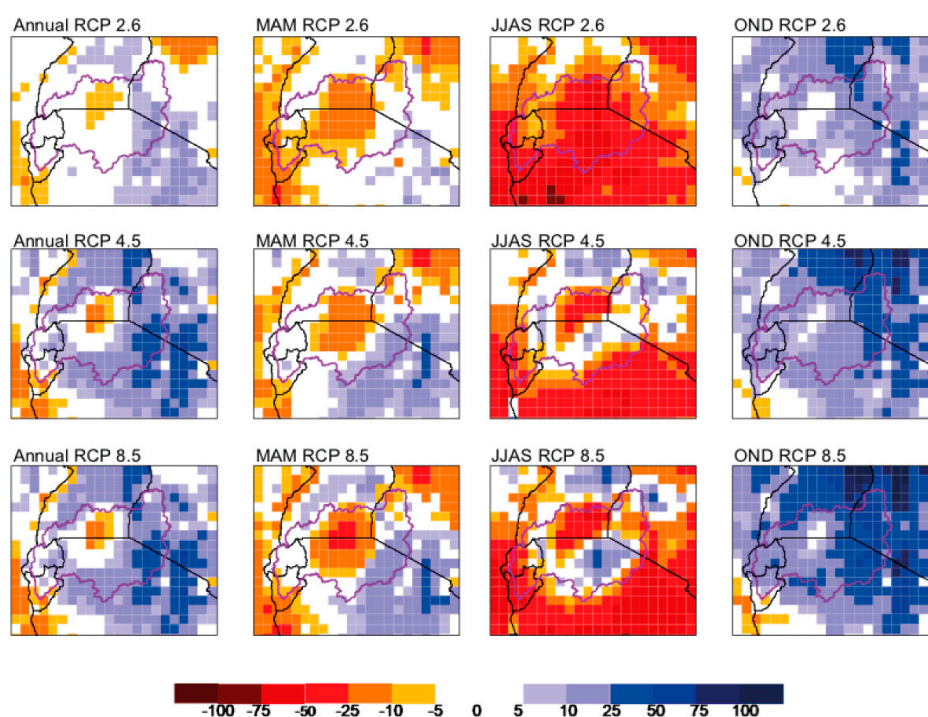 Annual RCP 2.6 MAM RCP 2.6 JJAS RCP 2.6 OND RCP 2.6
Annual RCP 4.5 MAM RCP 4.5 JJAS RCP 4.5 OND RCP 4.5
Annual RCP 8.5 MAM RCP 8.5 JJAS RCP 8.5 OND RCP 8.5
-100 -75 -50 -25 -10 -5 0 5 10 25 50 75 100